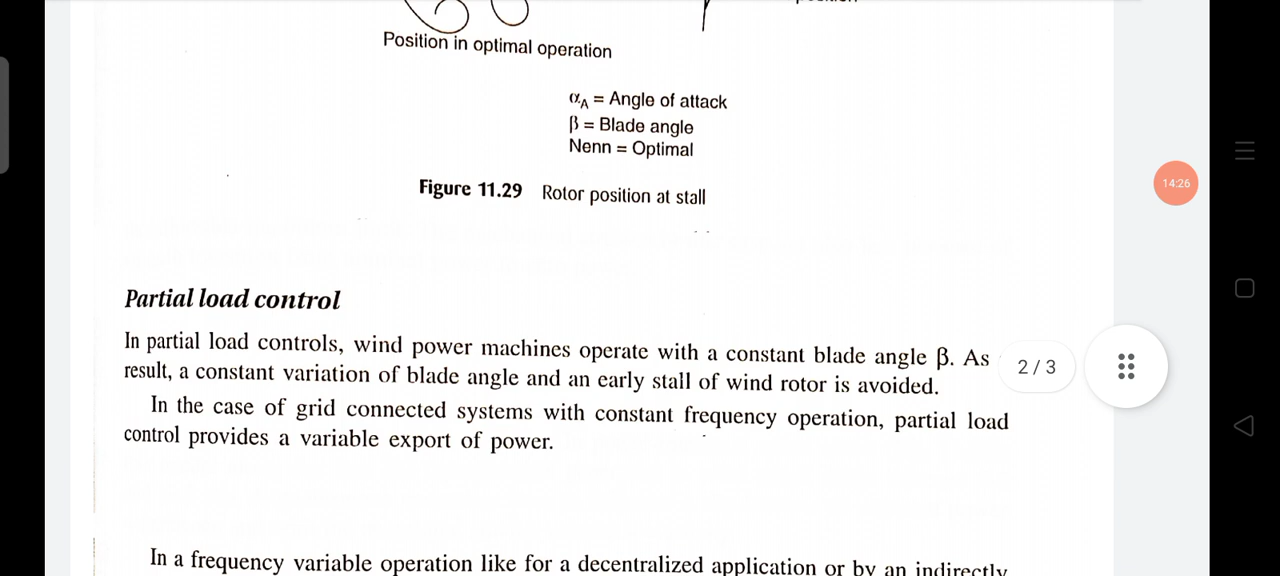 Position in optimal operation
αA = Angle of attack
β = Blade angle
Nenn = Optimal
Figure 11.29 Rotor position at stall
14:26
Partial load control
In partial load controls, wind power machines operate with a constant blade angle β. As
result, a constant variation of blade angle and an early stall of wind rotor is avoided.
2 / 3
In the case of grid connected systems with constant frequency operation, partial load
control provides a variable export of power.
In a frequency variable operation like for a decentralized application or by an indirectly